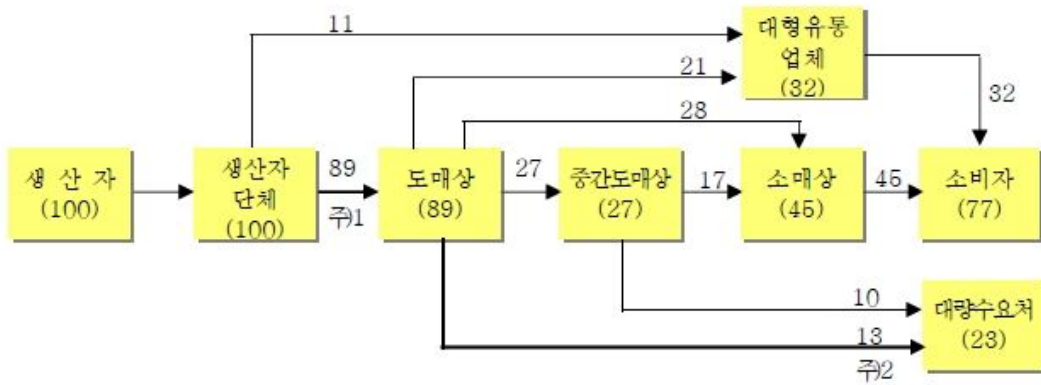 11
대형유통
업체
(32)
21
32
28
생 산 자
(100)
생산자
단체
(100)
89
주)1
도매상
(89)
27
중간도매상
(27)
17
소매상
(45)
45
소비자
(77)
10
대량수요처
(23)
13
주)2